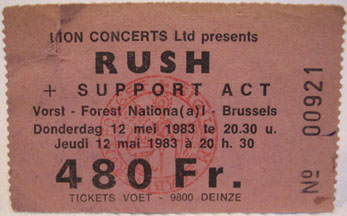 LION CONCERTS Ltd presents
RUSH
+ SUPPORT ACT
Vorst - Forest Nationa(a)l - Brussels
Donderdag 12 mei 1983 te 20.30 u.
Jeudi 12 mai 1983 à 20 h. 30
480 Fr.
TICKETS VOET - 9800 DEINZE
Nº 00921